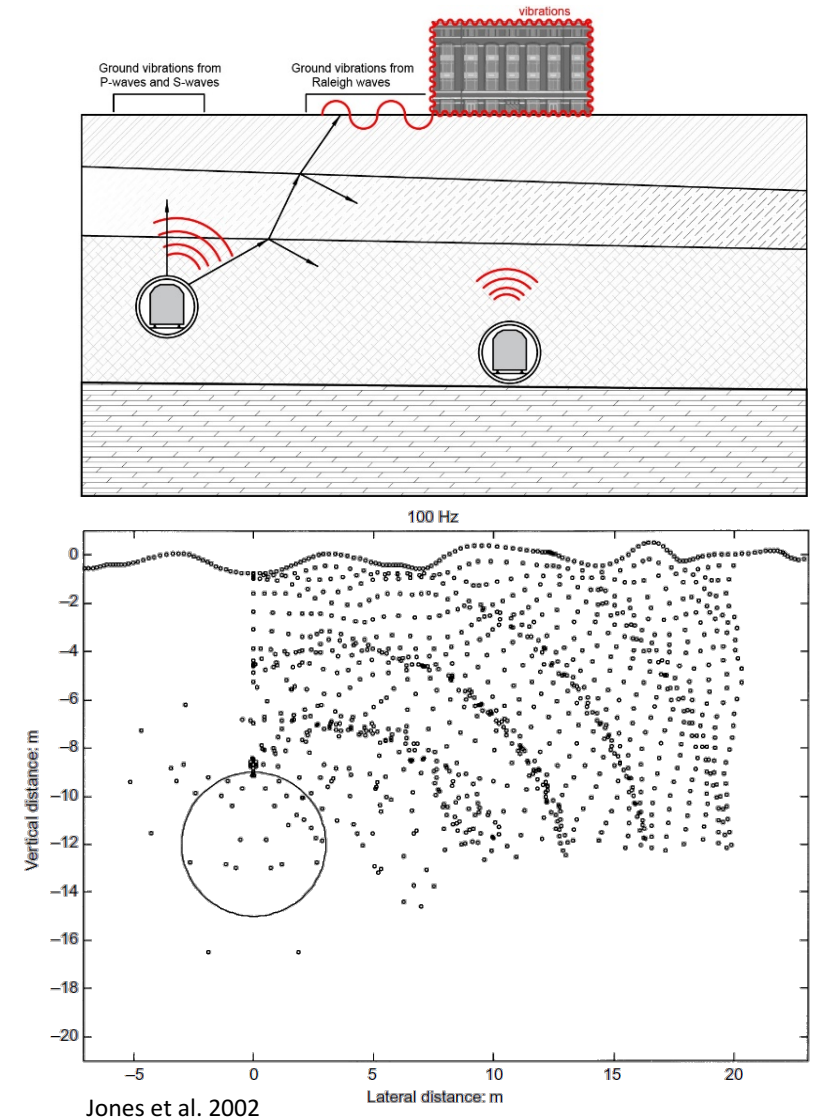 vibrations
Ground vibrations from
P-waves and S-waves
Ground vibrations from
Raleigh waves
100 Hz
0
–2
–4
–6
–8
–10
–12
–14
–16
–18
–20
Vertical distance: m
–5
0
5
10
15
20
Lateral distance: m
Jones et al. 2002